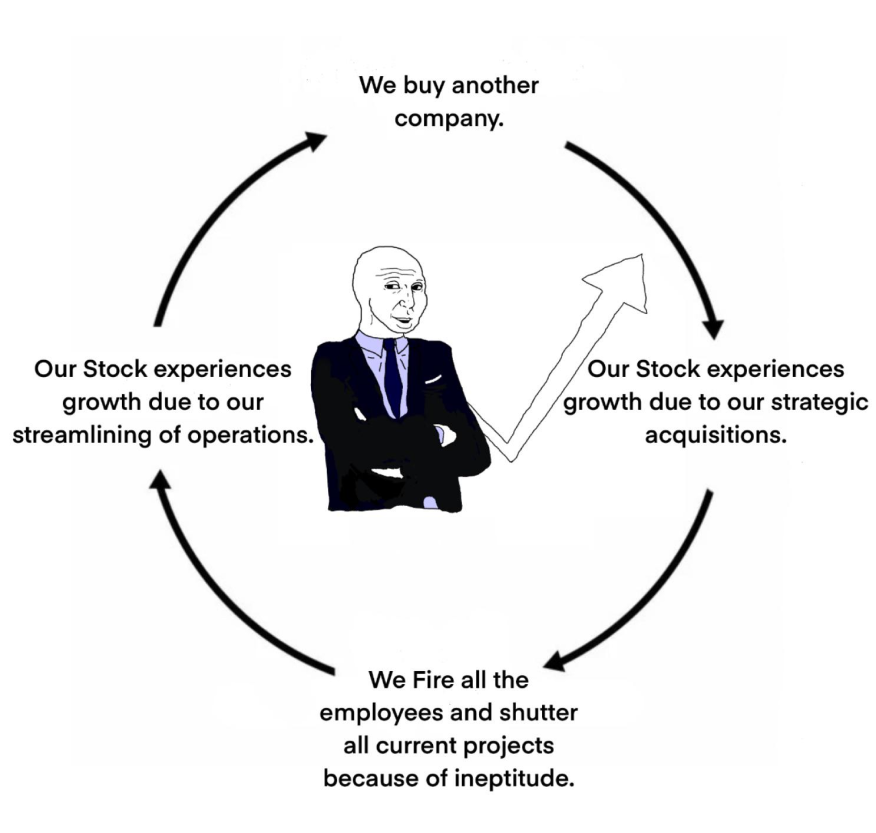 We buy another
company.
Our Stock experiences
growth due to our strategic
acquisitions.
We Fire all the
employees and shutter
all current projects
because of ineptitude.
Our Stock experiences
growth due to our
streamlining of operations.